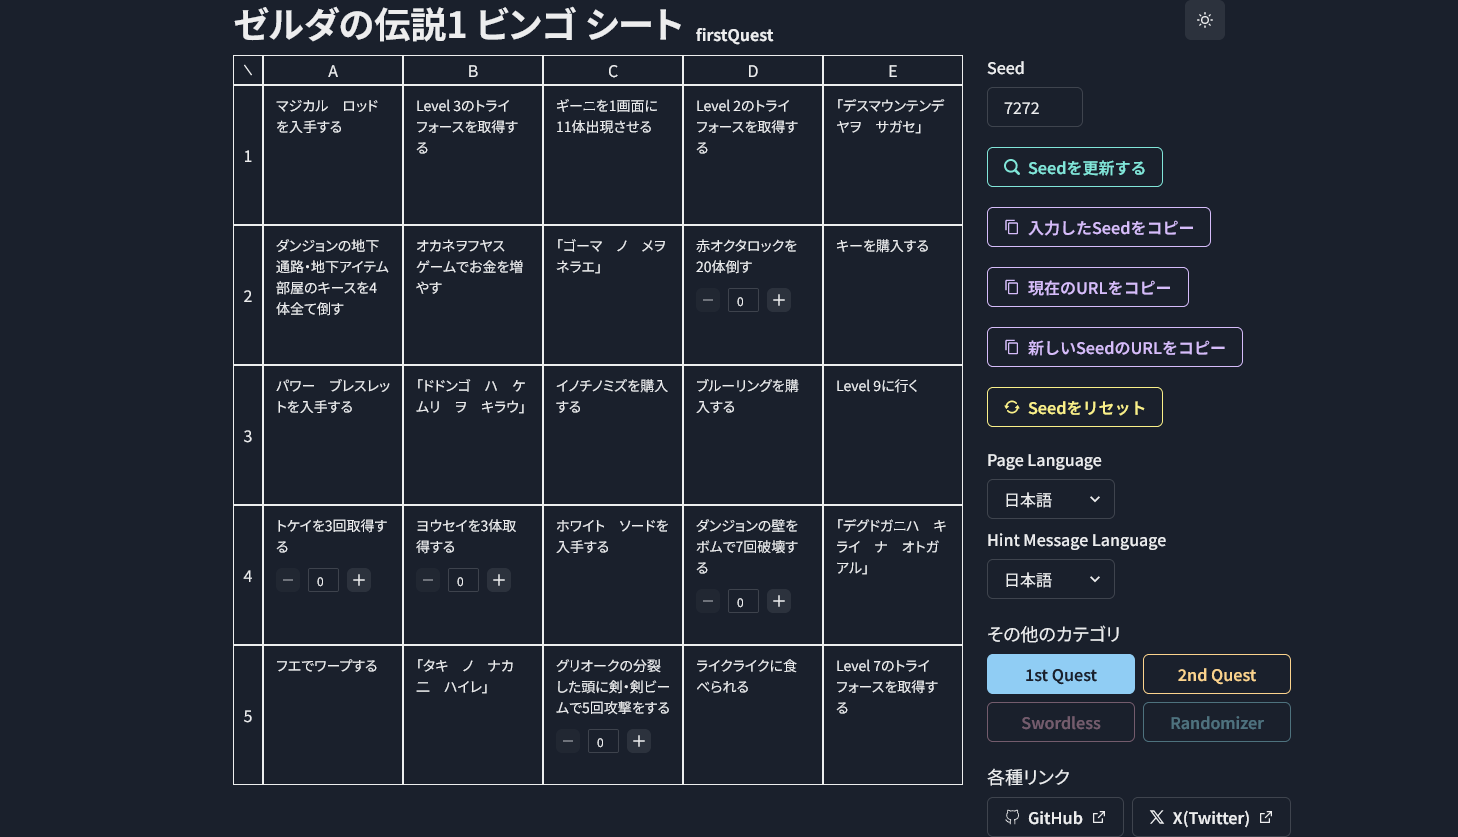 ゼルダの伝説1 ビンゴ シート firstQuest
\ A B C D E
1
マジカル　ロッド
を入手する
Level 3のトライ
フォースを取得す
る
ギーニを1画面に
11体出現させる
Level 2のトライ
フォースを取得す
る
「デスマウンテンデ
ヤヲ　サガセ」
2
ダンジョンの地下
通路・地下アイテム
部屋のキースを4
体全て倒す
オカネヲフヤス
ゲームでお金を増
やす
「ゴーマ　ノ　メヲ
ネラエ」
赤オクタロックを
20体倒す
− 0 +
キーを購入する
3
パワー　ブレスレッ
トを入手する
「ドドンゴ　ハ　ケ
ムリ　ヲ　キラウ」
イノチノミズを購入
する
ブルーリングを購
入する
Level 9に行く
4
トケイを3回取得す
る
− 0 +
ヨウセイを3体取
得する
− 0 +
ホワイト　ソードを
入手する
ダンジョンの壁を
ボムで7回破壊す
る
− 0 +
「デグドガニハ　キ
ライ　ナ　オトガ
アル」
5
フエでワープする
「タキ　ノ　ナカ
ニ　ハイレ」
グリオークの分裂
した頭に剣・剣ビー
ムで5回攻撃をする
− 0 +
ライクライクに食
べられる
Level 7のトライ
フォースを取得す
る
Seed
7272
Seedを更新する
入力したSeedをコピー
現在のURLをコピー
新しいSeedのURLをコピー
Seedをリセット
Page Language
日本語
Hint Message Language
日本語
その他のカテゴリ
1st Quest 2nd Quest
Swordless Randomizer
各種リンク
GitHub X(Twitter)